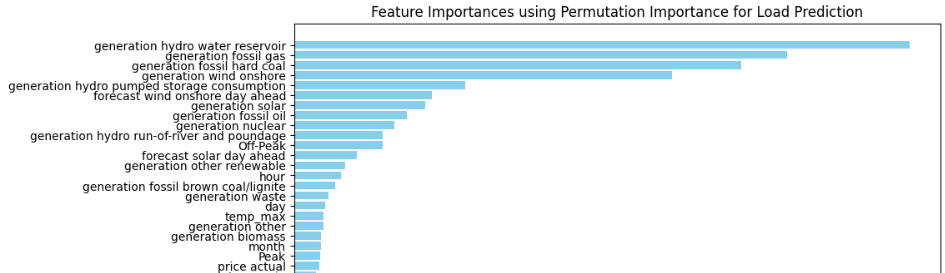 Feature Importances using Permutation Importance for Load Prediction
generation hydro water reservoir
generation fossil gas
generation fossil hard coal
generation wind onshore
generation hydro pumped storage consumption
forecast wind onshore day ahead
generation solar
generation fossil oil
generation nuclear
generation hydro run-of-river and poundage
Off-Peak
forecast solar day ahead
generation other renewable
hour
generation fossil brown coal/lignite
generation waste
day
temp_max
generation other
generation biomass
month
Peak
price actual